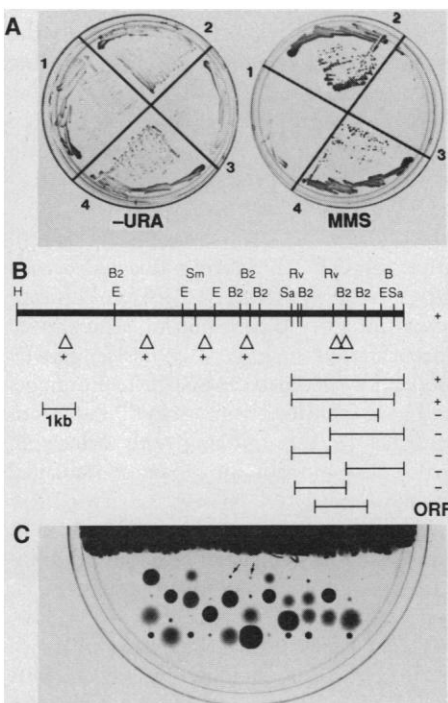 A
1
2
3
4
–URA
1
2
3
4
MMS
B
H B2 E Sm E E B2 B2 B2 Sa Rv B2 Rv B2 B2 B ESa
+
+ + + + – –
1kb
+
+
–
–
–
–
–
ORF
C